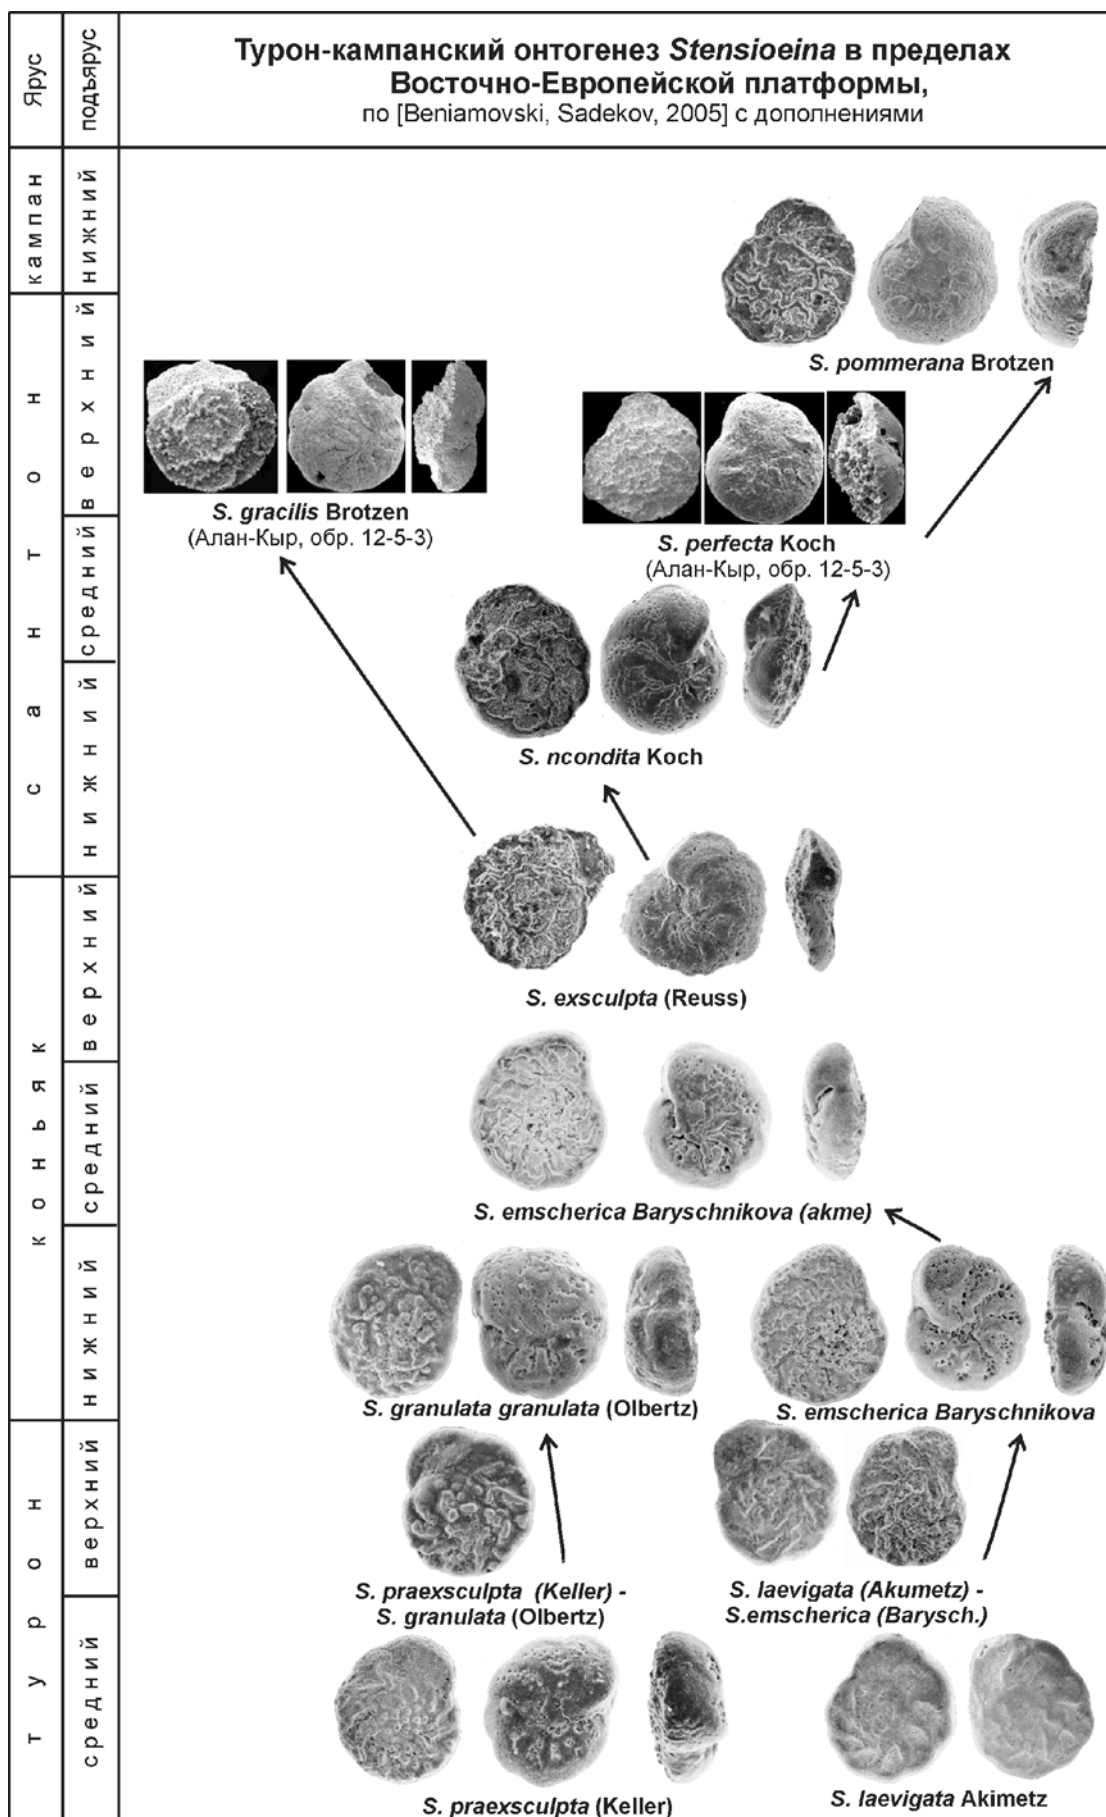 Ярус
подъярус
Турон-кампанский онтогенез Stensioeina в пределах
Восточно-Европейской платформы,
по [Beniamovski, Sadekov, 2005] с дополнениями
кампан
нижний
сантон
верхний
средний
нижний
коньяк
верхний
средний
нижний
турон
верхний
средний
S. pommerana Brotzen
S. gracilis Brotzen
(Алан-Кыр, обр. 12-5-3)
S. perfecta Koch
(Алан-Кыр, обр. 12-5-3)
S. ncondita Koch
S. exsculpta (Reuss)
S. emscherica Baryschnikova (akme)
S. granulata granulata (Olbertz)
S. emscherica Baryschnikova
S. praexsculpta (Keller) -
S. granulata (Olbertz)
S. laevigata (Akumetz) -
S.emscherica (Barysch.)
S. praexsculpta (Keller)
S. laevigata Akimetz